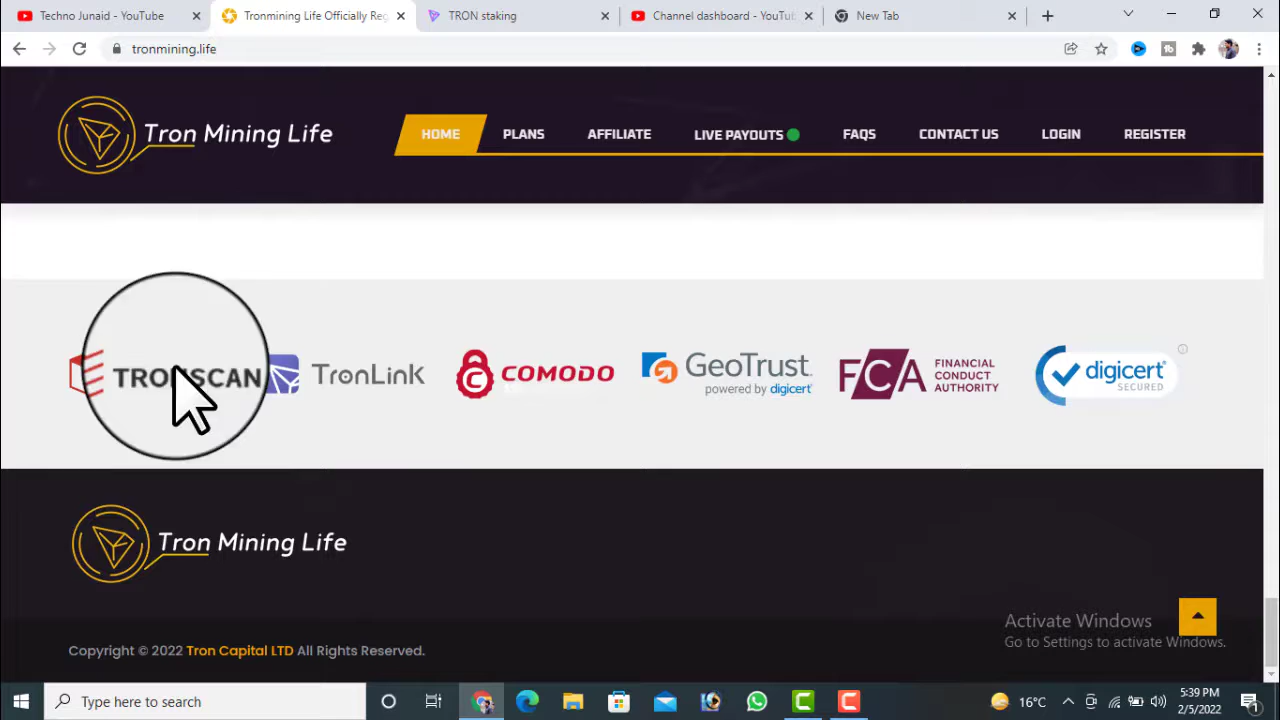 Techno Junaid - YouTube
Tronmining Life Officially Reg
TRON staking
Channel dashboard - YouTub
New Tab
tronmining.life
Tron Mining Life
HOME
PLANS
AFFILIATE
LIVE PAYOUTS
FAQS
CONTACT US
LOGIN
REGISTER
TRONSCAN
TronLink
COMODO
GeoTrust
powered by digicert
FCA FINANCIAL
CONDUCT
AUTHORITY
digicert
SECURED
Tron Mining Life
Activate Windows
Go to Settings to activate Windows.
Copyright © 2022 Tron Capital LTD All Rights Reserved.
Type here to search
16°C
5:39 PM
2/5/2022
1